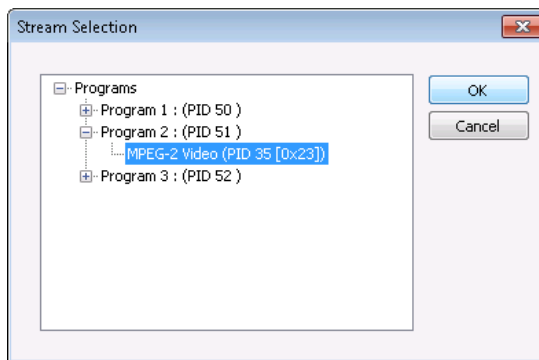 Stream Selection
Programs
Program 1 : (PID 50 )
Program 2 : (PID 51 )
MPEG-2 Video (PID 35 [0x23])
Program 3 : (PID 52 )
OK
Cancel